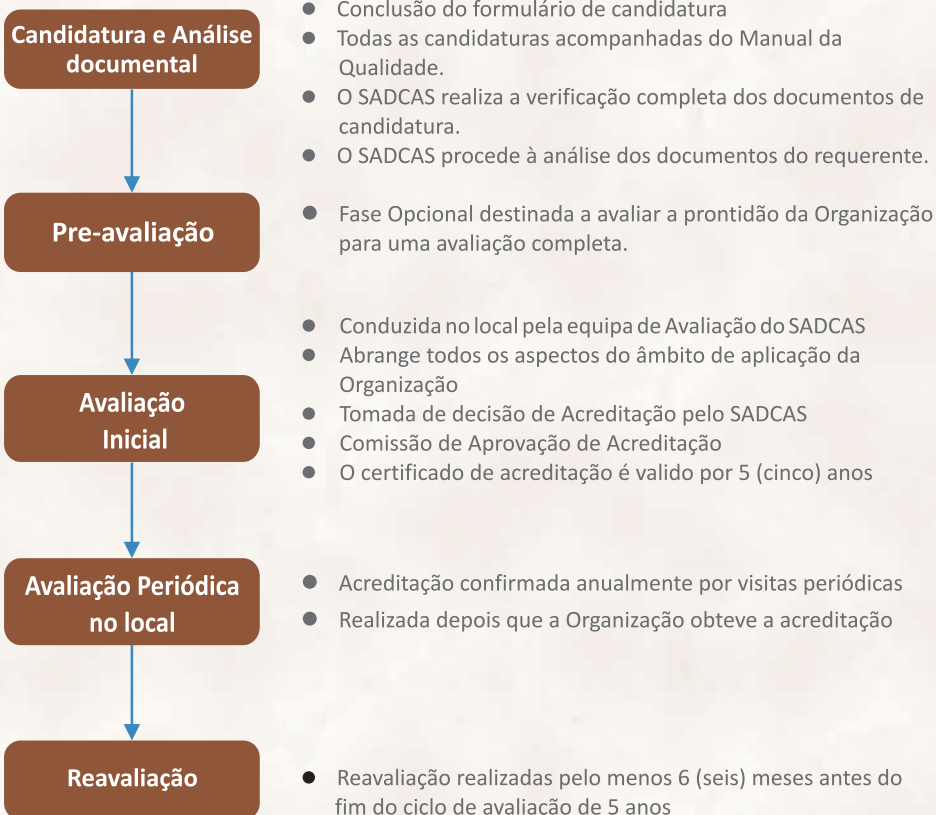 Candidatura e Análise
documental
● Conclusão do formulário de candidatura
● Todas as candidaturas acompanhadas do Manual da
Qualidade.
● O SADCAS realiza a verificação completa dos documentos de
candidatura.
● O SADCAS procede à análise dos documentos do requerente.
Pre-avaliação
● Fase Opcional destinada a avaliar a prontidão da Organização
para uma avaliação completa.
Avaliação
Inicial
● Conduzida no local pela equipa de Avaliação do SADCAS
● Abrange todos os aspectos do âmbito de aplicação da
Organização
● Tomada de decisão de Acreditação pelo SADCAS
● Comissão de Aprovação de Acreditação
● O certificado de acreditação é valido por 5 (cinco) anos
Avaliação Periódica
no local
● Acreditação confirmada anualmente por visitas periódicas
● Realizada depois que a Organização obteve a acreditação
Reavaliação
● Reavaliação realizadas pelo menos 6 (seis) meses antes do
fim do ciclo de avaliação de 5 anos